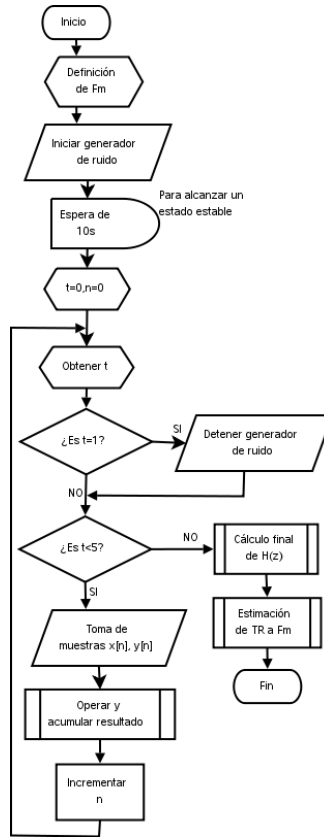 Inicio
Definición
de Fm
Iniciar generador
de ruido
Para alcanzar un
estado estable
Espera de
10s
t=0,n=0
Obtener t
¿Es t=1?
SI
Detener generador
de ruido
NO
¿Es t<5?
NO
Cálculo final
de H(z)
SI
Estimación
de TR a Fm
Toma de
muestras x[n], y[n]
Fin
Operar y
acumular resultado
Incrementar
n